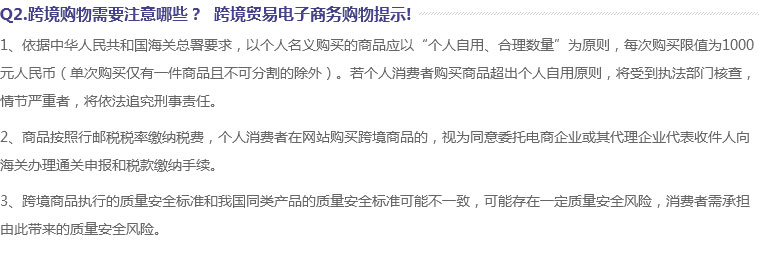 Q2.跨境购物需要注意哪些？ 跨境贸易电子商务购物提示!
1、依据中华人民共和国海关总署要求，以个人名义购买的商品应以“个人自用、合理数量”为原则，每次购买限值为1000
元人民币（单次购买仅有一件商品且不可分割的除外）。若个人消费者购买商品超出个人自用原则，将受到执法部门核查，
情节严重者，将依法追究刑事责任。
2、商品按照行邮税税率缴纳税费，个人消费者在网站购买跨境商品的，视为同意委托电商企业或其代理企业代表收件人向
海关办理通关申报和税款缴纳手续。
3、跨境商品执行的质量安全标准和我国同类产品的质量安全标准可能不一致，可能存在一定质量安全风险，消费者需承担
由此带来的质量安全风险。